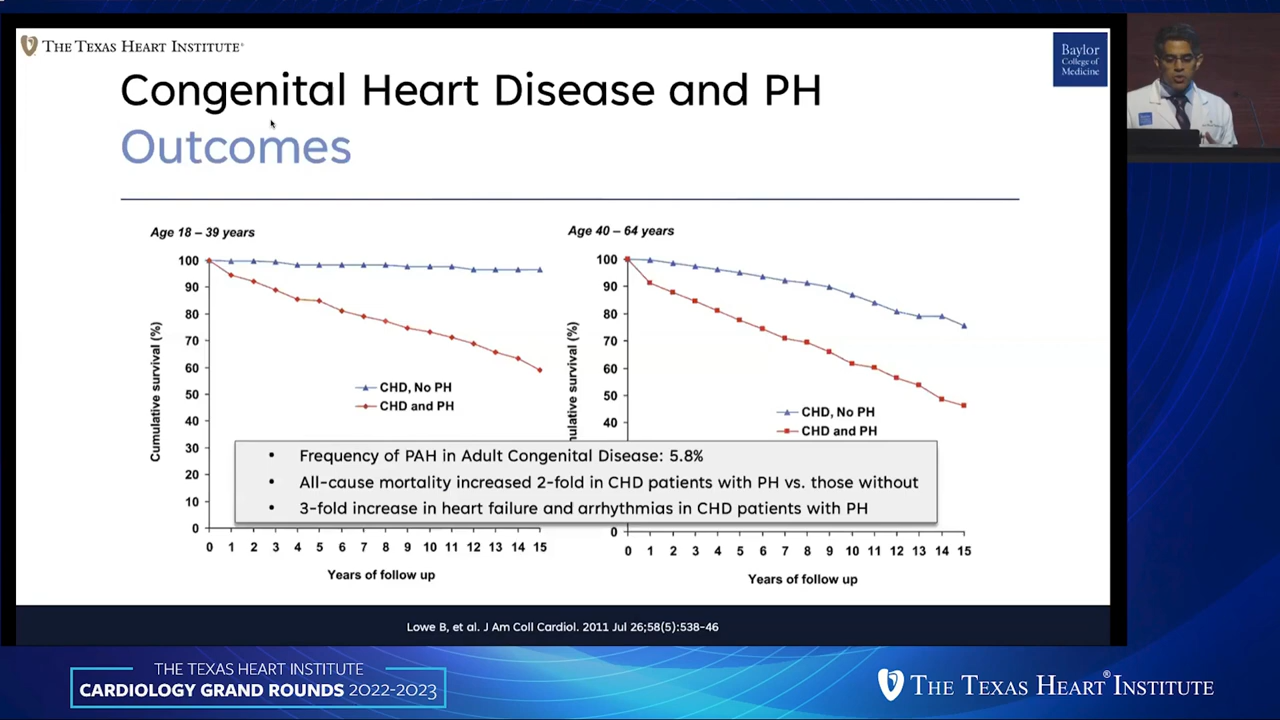 THE TEXAS HEART INSTITUTE®
Baylor
College of
Medicine
Congenital Heart Disease and PH
Outcomes
Age 18 – 39 years
100
90
80
70
60
50
40
30
20
10
0
Cumulative survival (%)
CHD, No PH
CHD and PH
0 1 2 3 4 5 6 7 8 9 10 11 12 13 14 15
Years of follow up
Age 40 – 64 years
100
90
80
70
60
50
40
0
mulative survival (%)
CHD, No PH
CHD and PH
0 1 2 3 4 5 6 7 8 9 10 11 12 13 14 15
Years of follow up
• Frequency of PAH in Adult Congenital Disease: 5.8%
• All-cause mortality increased 2-fold in CHD patients with PH vs. those without
• 3-fold increase in heart failure and arrhythmias in CHD patients with PH
Lowe B, et al. J Am Coll Cardiol. 2011 Jul 26;58(5):538-46
THE TEXAS HEART INSTITUTE
CARDIOLOGY GRAND ROUNDS 2022-2023
THE TEXAS HEART® INSTITUTE